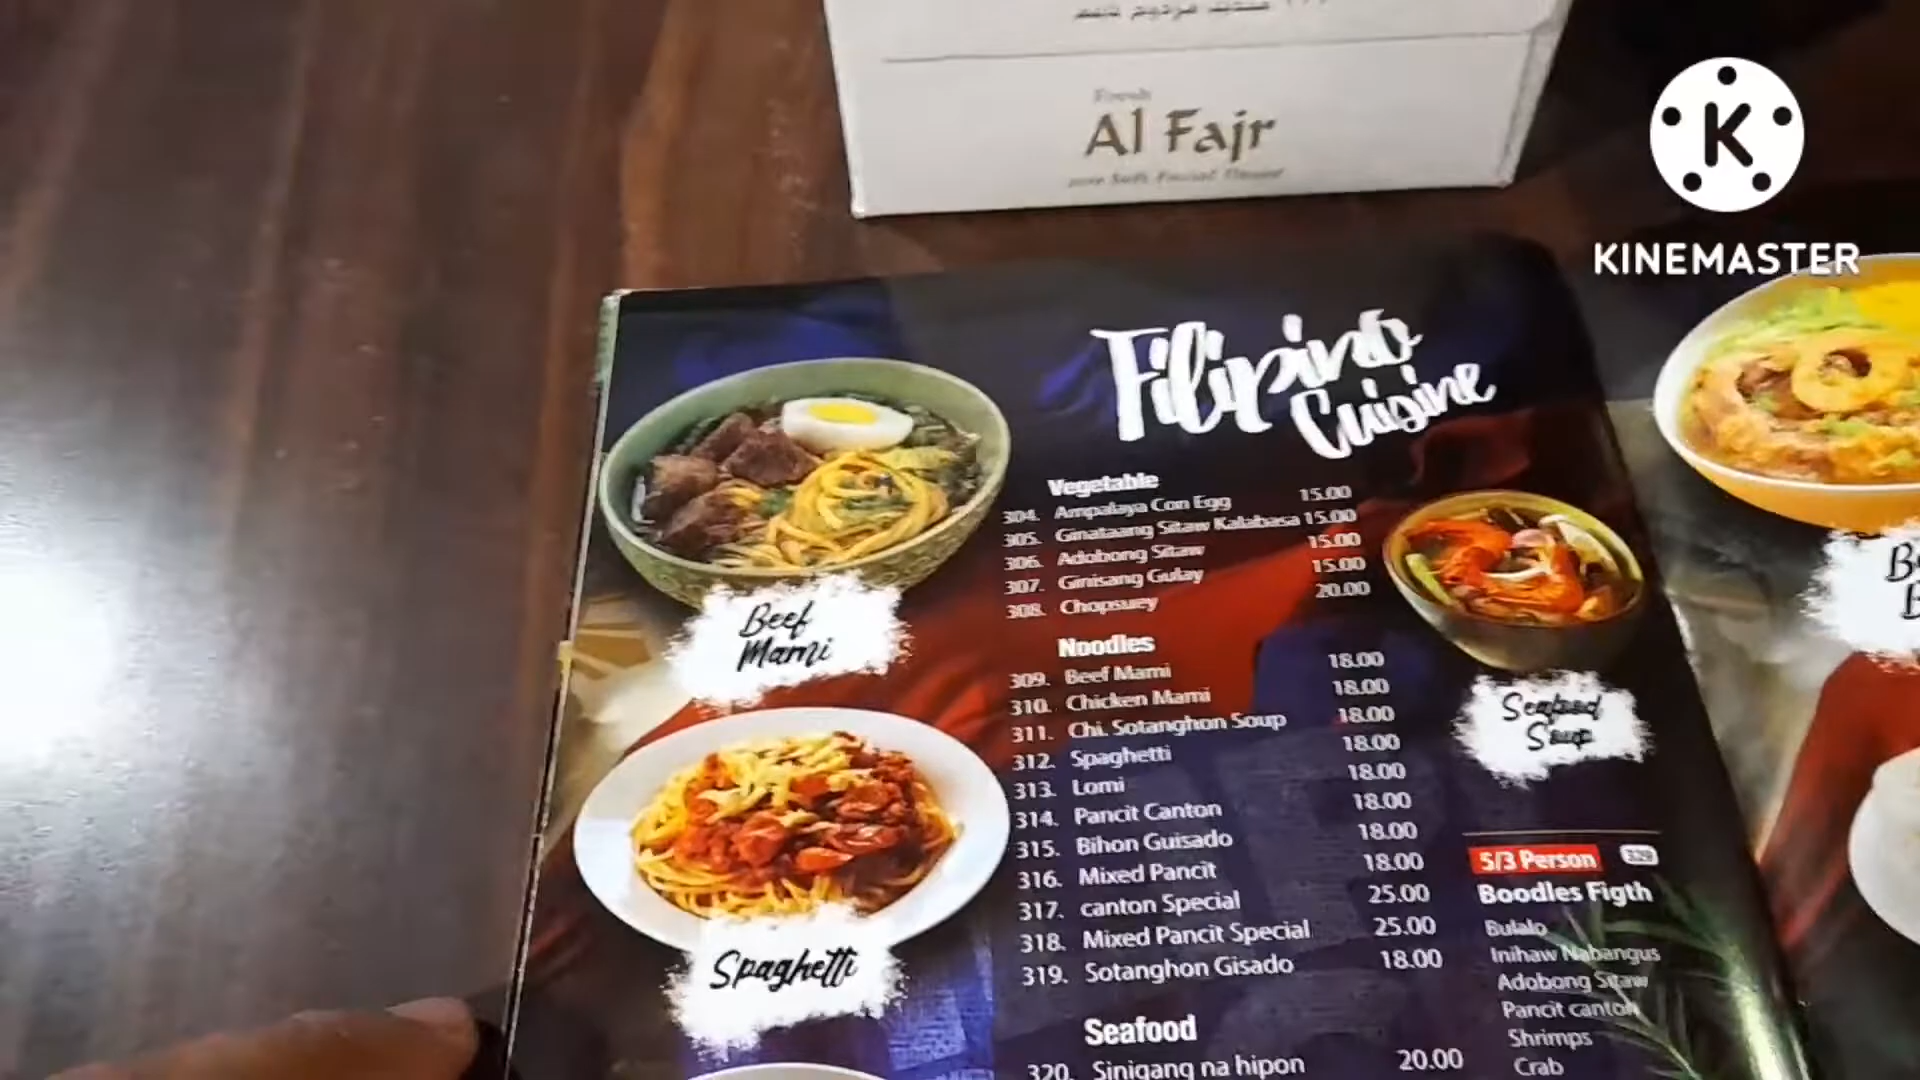 Fresh
Al Fajr
KINEMASTER
Filipino
Cuisine
Vegetable
304. Ampalaya Con Egg 15.00
305. Ginataang Sitaw Kalabasa 15.00
306. Adobong Sitaw 15.00
307. Ginisang Gulay 15.00
308. Chopsuey 20.00
Noodles
309. Beef Mami 18.00
310. Chicken Mami 18.00
311. Chi. Sotanghon Soup 18.00
312. Spaghetti 18.00
313. Lomi 18.00
314. Pancit Canton 18.00
315. Bihon Guisado 18.00
316. Mixed Pancit 18.00
317. canton Special 25.00
318. Mixed Pancit Special 25.00
319. Sotanghon Gisado 18.00
Seafood
320. Sinigang na hipon 20.00
Beef
Mami
Spaghetti
Seafood
Soup
5/3 Person
Boodles Figth
Bulalo
Inihaw Nabangus
Adobong Sitaw
Pancit canton
Shrimps
Crab